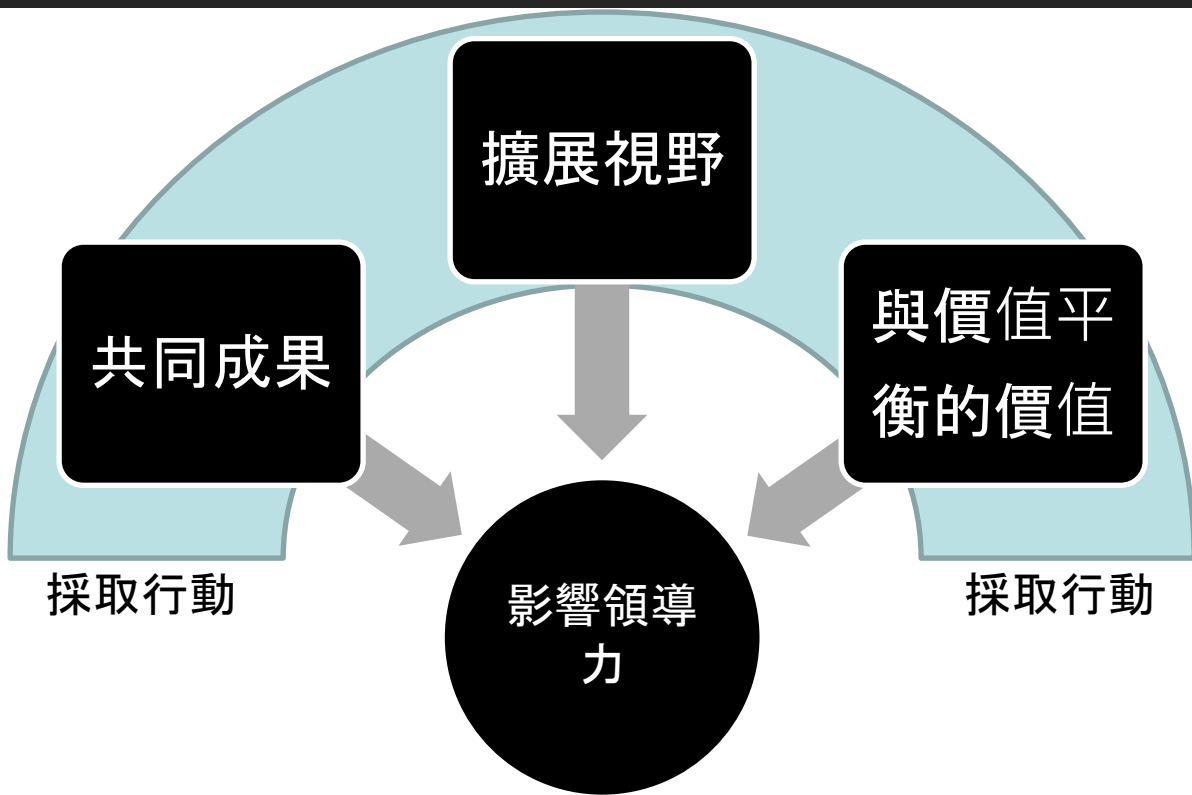 擴展視野
共同成果
與價值平
衡的價值
採取行動
採取行動
影響領導
力